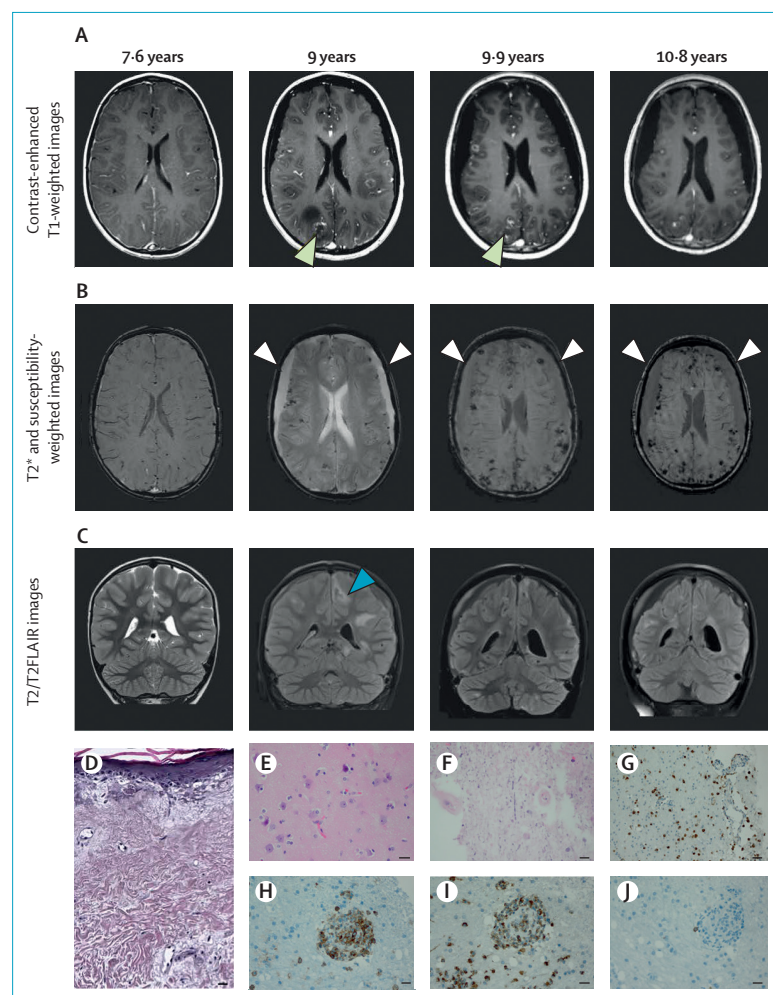 A
7·6 years
9 years
9·9 years
10·8 years
Contrast-enhanced
T1-weighted images
B
T2* and susceptibility-
weighted images
C
T2/T2FLAIR images
D
E
F
G
H
I
J